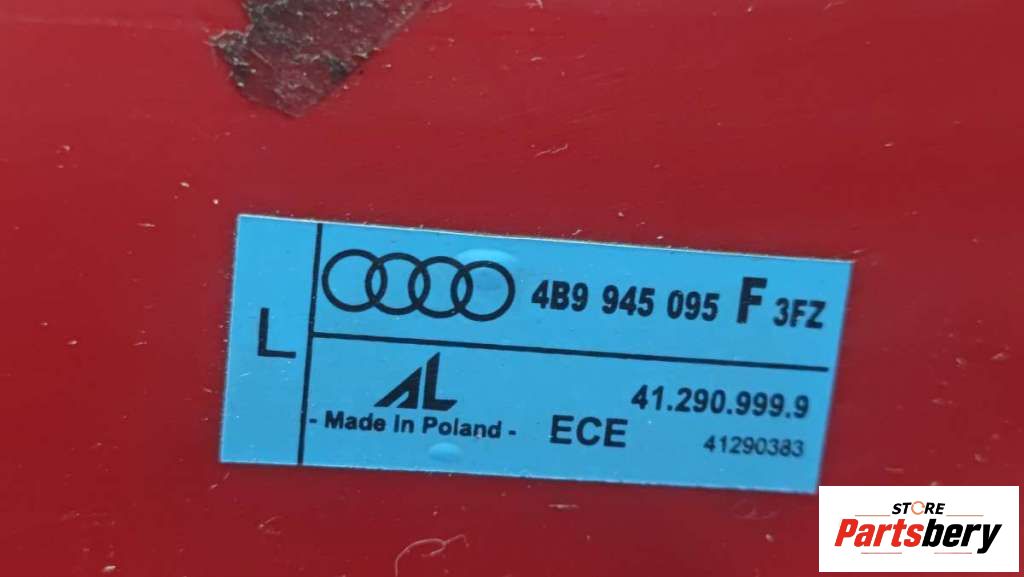 L
4B9 945 095 F 3FZ
AL
41.290.999.9
- Made in Poland - ECE
41290383
STORE
Partsbery